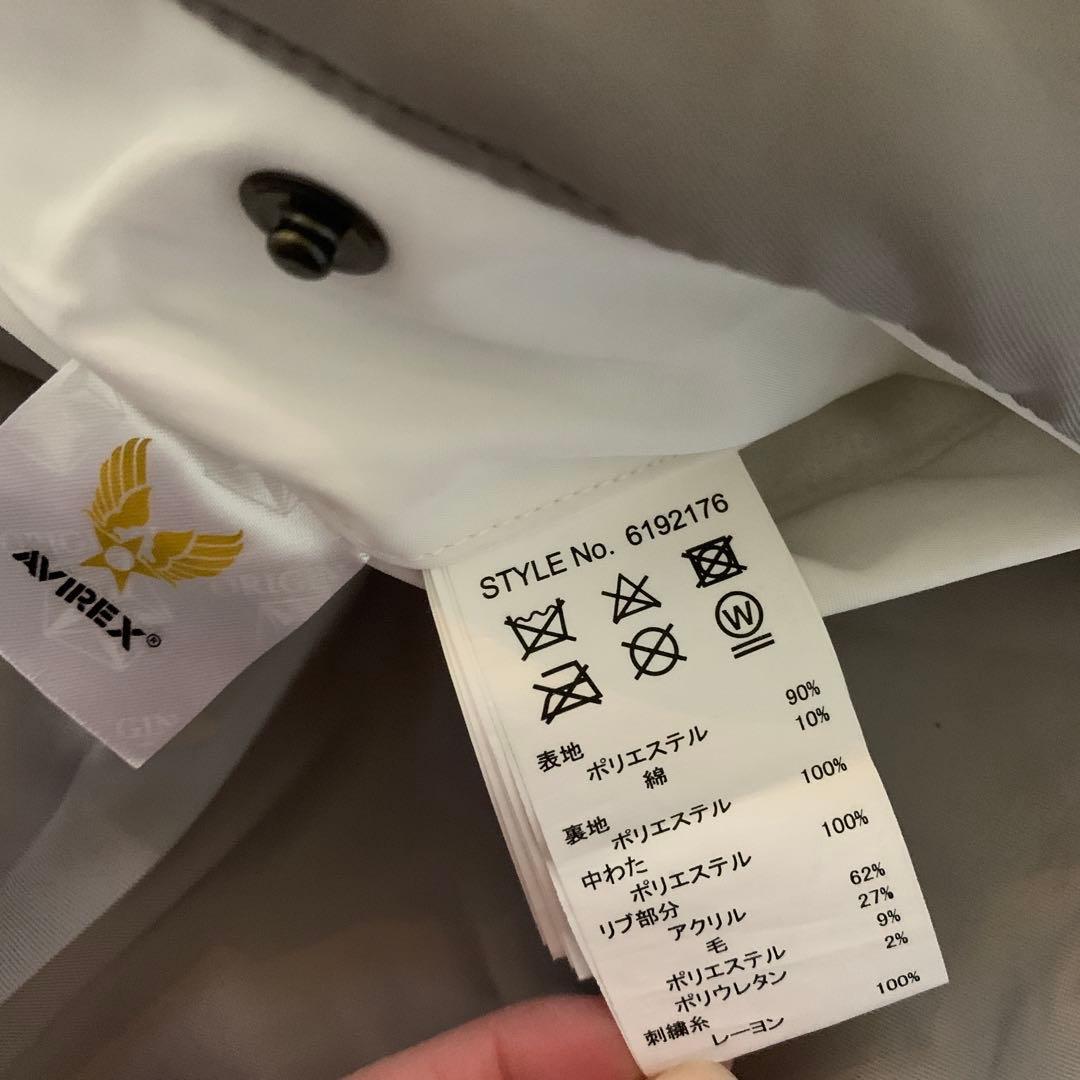 AVIREX®
STYLE No. 6192176
W
表地
ポリエステル 90%
綿 10%
裏地
ポリエステル 100%
中わた
ポリエステル 100%
リブ部分
アクリル 62%
毛 27%
ポリエステル 9%
ポリウレタン 2%
刺繍糸
レーヨン 100%